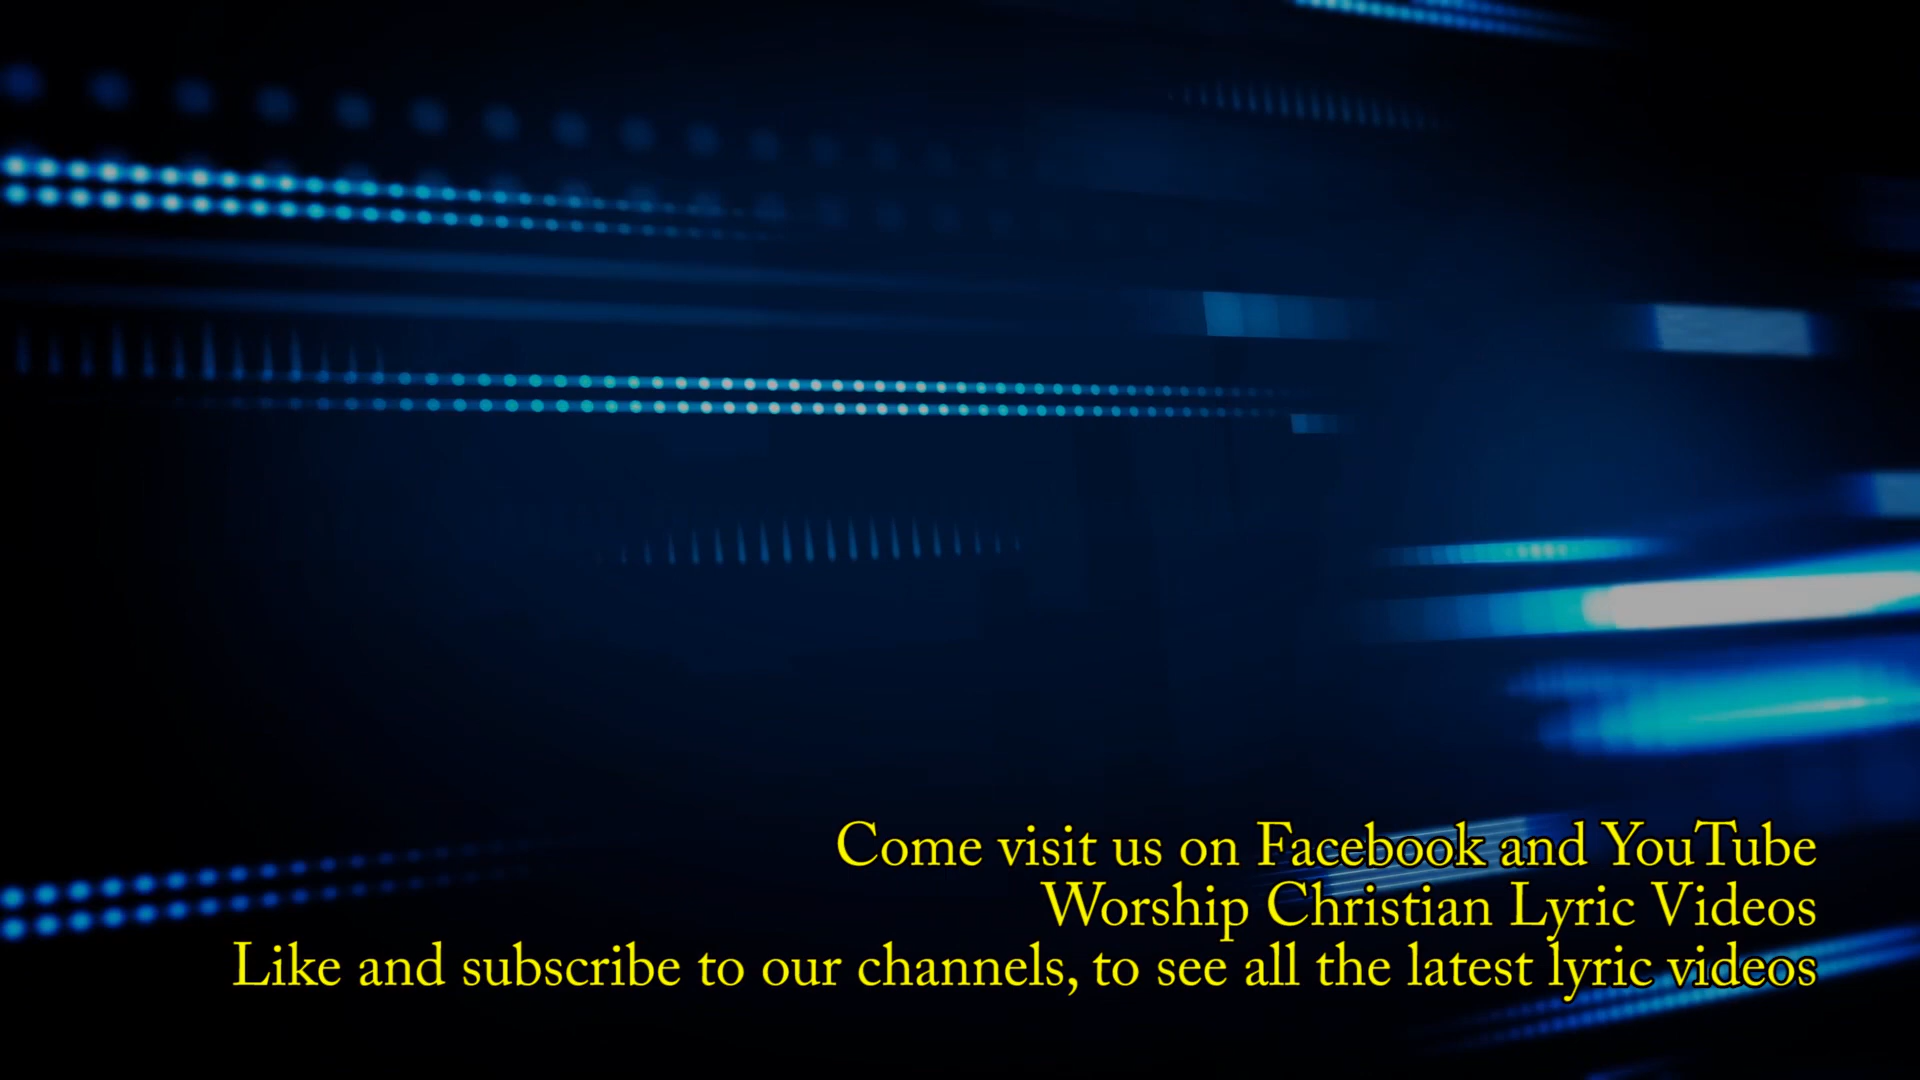 Come visit us on Facebook and YouTube
Worship Christian Lyric Videos
Like and subscribe to our channels, to see all the latest lyric videos